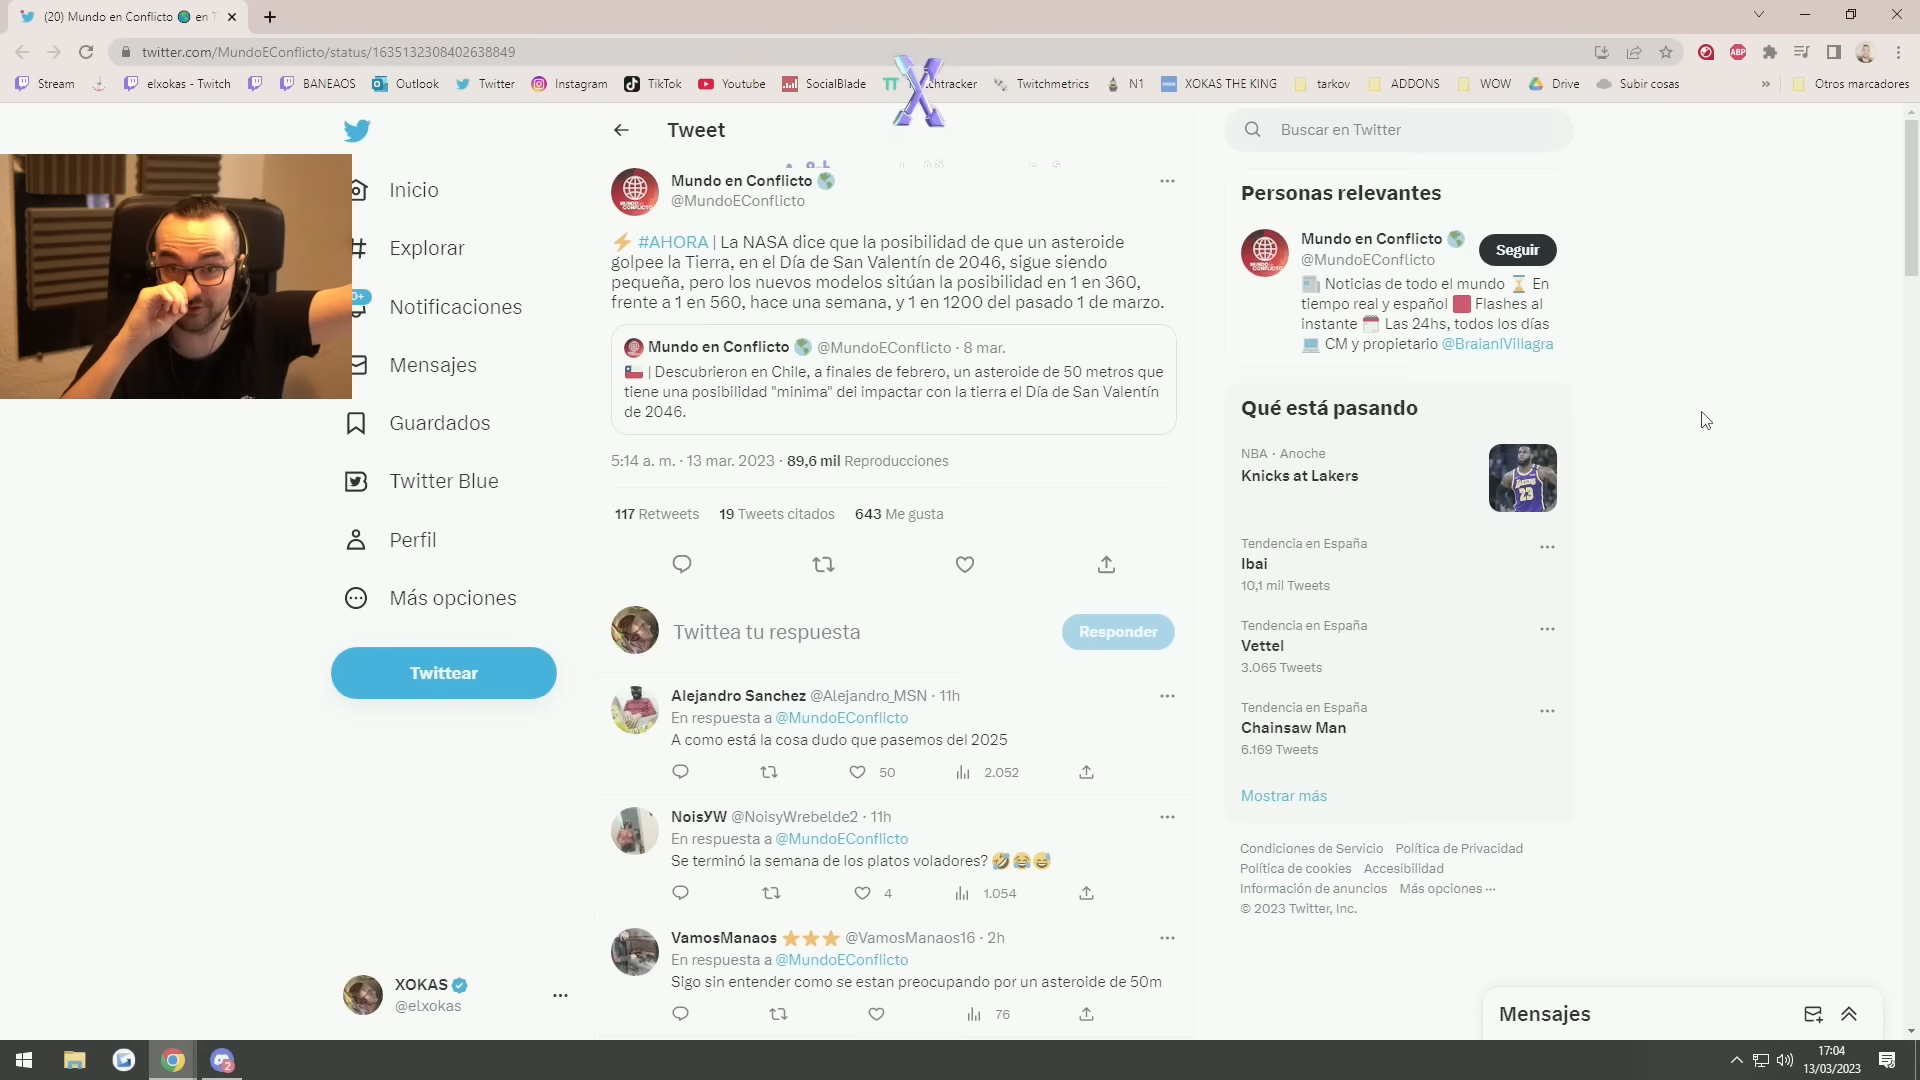 (20) Mundo en Conflicto 🌎 en T
twitter.com/MundoEConflicto/status/1635132308402638849
Stream
elxokas - Twitch
BANEAOS
Outlook
Twitter
Instagram
TikTok
Youtube
SocialBlade
Twitchmetrics
N1
XOKAS THE KING
tarkov
ADDONS
WOW
Drive
Subir cosas
»
Otros marcadores
Inicio
Explorar
Notificaciones
Mensajes
Guardados
Twitter Blue
Perfil
Más opciones
Twittear
XOKAS
@elxokas
Tweet
Mundo en Conflicto 🌎
@MundoEConflicto
⚡ #AHORA | La NASA dice que la posibilidad de que un asteroide
golpee la Tierra, en el Día de San Valentín de 2046, sigue siendo
pequeña, pero los nuevos modelos sitúan la posibilidad en 1 en 360,
frente a 1 en 560, hace una semana, y 1 en 1200 del pasado 1 de marzo.
Mundo en Conflicto 🌎 @MundoEConflicto · 8 mar.
🇨🇱 | Descubrieron en Chile, a finales de febrero, un asteroide de 50 metros que
tiene una posibilidad "minima" del impactar con la tierra el Día de San Valentín
de 2046.
5:14 a. m. · 13 mar. 2023 · 89,6 mil Reproducciones
117 Retweets 19 Tweets citados 643 Me gusta
Twittea tu respuesta
Responder
Alejandro Sanchez @Alejandro_MSN · 11h
En respuesta a @MundoEConflicto
A como está la cosa dudo que pasemos del 2025
50 2.052
NoisYW @NoisyWrebelde2 · 11h
En respuesta a @MundoEConflicto
Se terminó la semana de los platos voladores? 🤣😂😅
4 1.054
VamosManaos ⭐⭐⭐ @VamosManaos16 · 2h
En respuesta a @MundoEConflicto
Sigo sin entender como se estan preocupando por un asteroide de 50m
76
Buscar en Twitter
Personas relevantes
Mundo en Conflicto 🌎
@MundoEConflicto
Seguir
📰 Noticias de todo el mundo ⏳ En
tiempo real y español 🟥 Flashes al
instante 🗓 Las 24hs, todos los días
💻 CM y propietario @BraianlVillagra
Qué está pasando
NBA · Anoche
Knicks at Lakers
Tendencia en España
Ibai
10,1 mil Tweets
Tendencia en España
Vettel
3.065 Tweets
Tendencia en España
Chainsaw Man
6.169 Tweets
Mostrar más
Condiciones de Servicio Política de Privacidad
Política de cookies Accesibilidad
Información de anuncios Más opciones ···
© 2023 Twitter, Inc.
Mensajes
17:04
13/03/2023